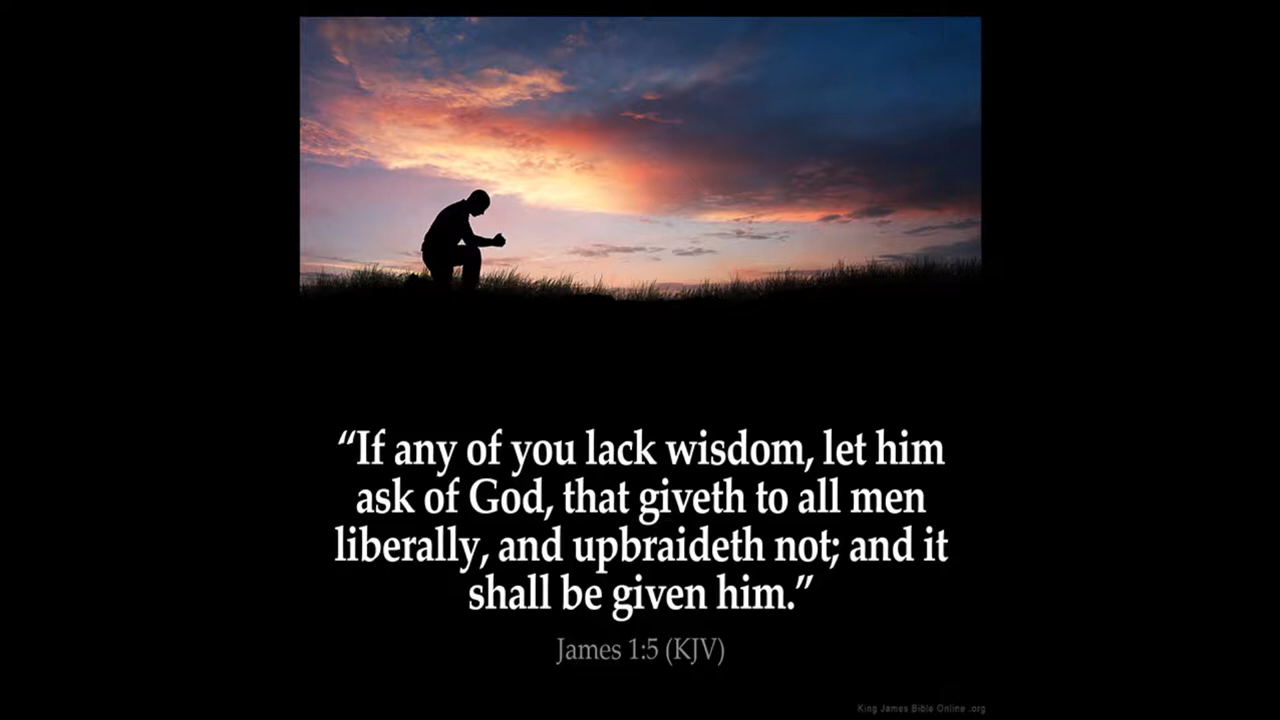 “If any of you lack wisdom, let him
ask of God, that giveth to all men
liberally, and upbraideth not; and it
shall be given him.”
James 1:5 (KJV)
King James Bible Online .org